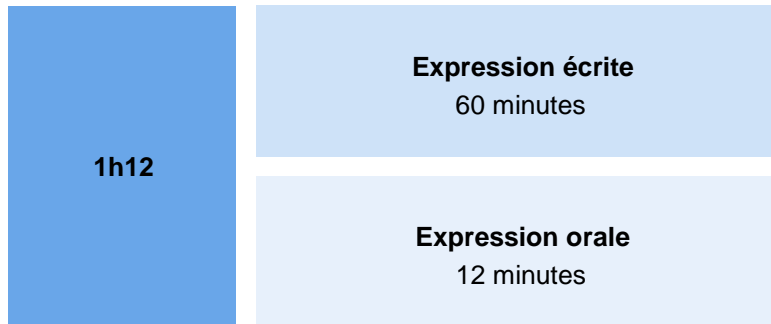 1h12
Expression écrite
60 minutes
Expression orale
12 minutes